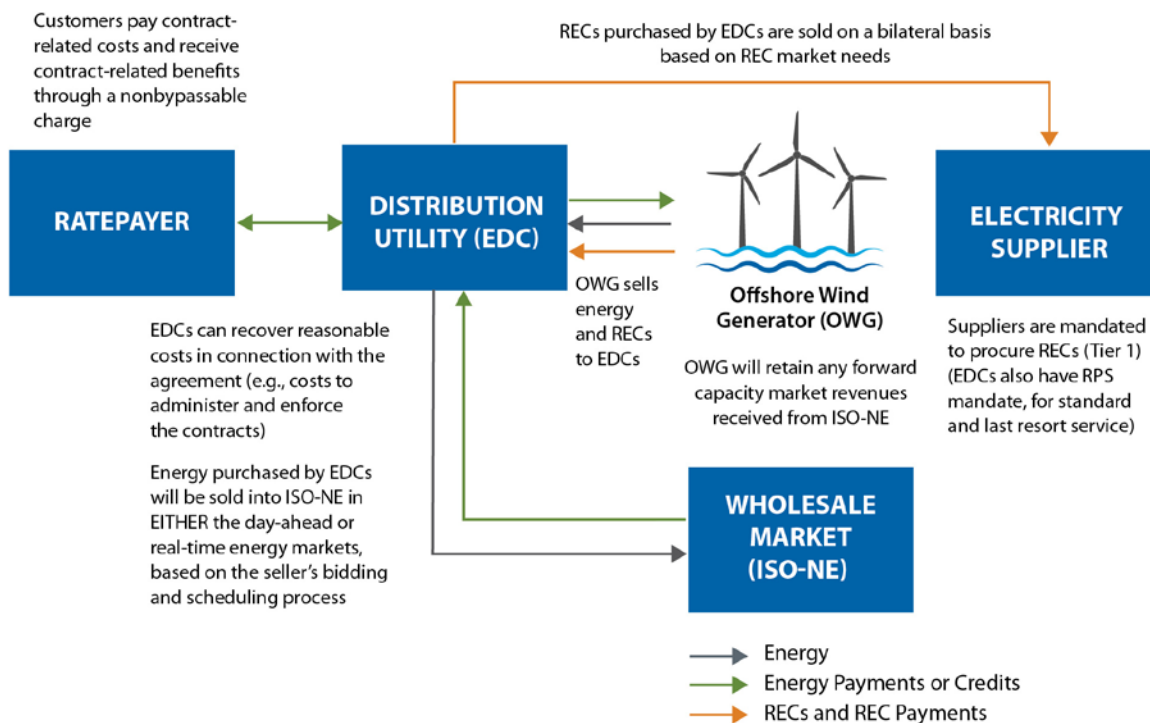 Customers pay contract-
related costs and receive
contract-related benefits
through a nonbypassable
charge
RECs purchased by EDCs are sold on a bilateral basis
based on REC market needs
RATEPAYER
DISTRIBUTION
UTILITY (EDC)
ELECTRICITY
SUPPLIER
OWG sells
energy
and RECs
to EDCs
Offshore Wind
Generator (OWG)
OWG will retain any forward
capacity market revenues
received from ISO-NE
Suppliers are mandated
to procure RECs (Tier 1)
(EDCs also have RPS
mandate, for standard
and last resort service)
EDCs can recover reasonable
costs in connection with the
agreement (e.g., costs to
administer and enforce
the contracts)
Energy purchased by EDCs
will be sold into ISO-NE in
EITHER the day-ahead or
real-time energy markets,
based on the seller's bidding
and scheduling process
WHOLESALE
MARKET
(ISO-NE)
Energy
Energy Payments or Credits
RECs and REC Payments